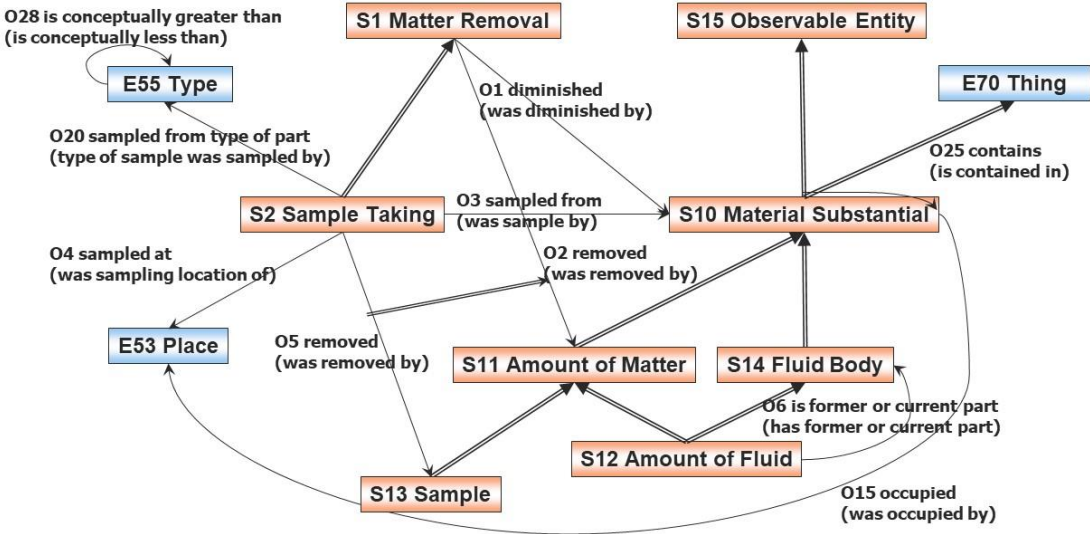 O28 is conceptually greater than
(is conceptually less than)
S1 Matter Removal
S15 Observable Entity
E55 Type
E70 Thing
O1 diminished
(was diminished by)
O20 sampled from type of part
(type of sample was sampled by)
O25 contains
(is contained in)
S2 Sample Taking
O3 sampled from
(was sample by)
S10 Material Substantial
O4 sampled at
(was sampling location of)
O2 removed
(was removed by)
E53 Place
O5 removed
(was removed by)
S11 Amount of Matter
S14 Fluid Body
O6 is former or current part
(has former or current part)
S12 Amount of Fluid
S13 Sample
O15 occupied
(was occupied by)